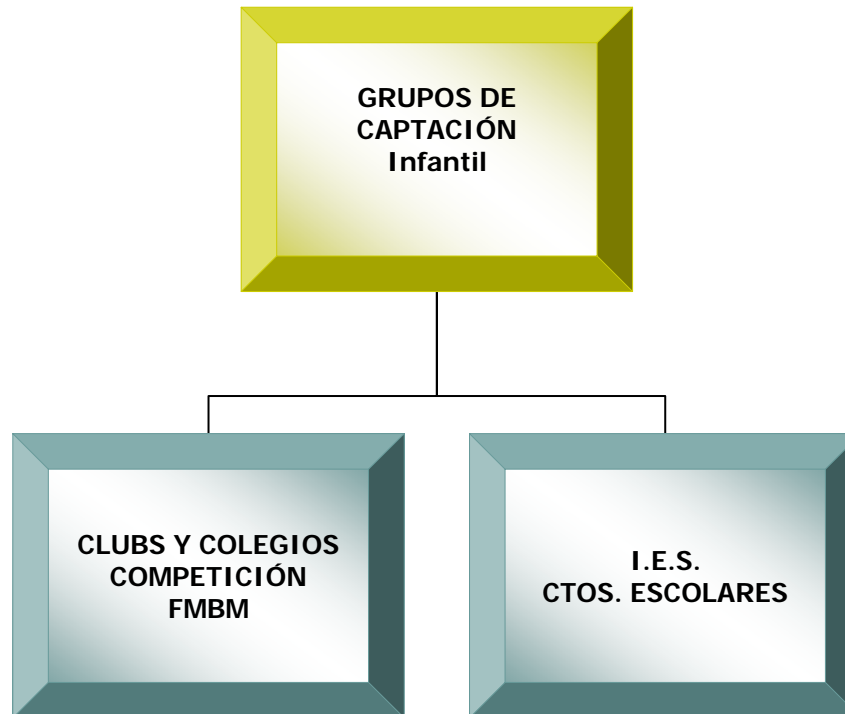 GRUPOS DE
CAPTACIÓN
Infantil
CLUBS Y COLEGIOS
COMPETICIÓN
FMBM
I.E.S.
CTOS. ESCOLARES